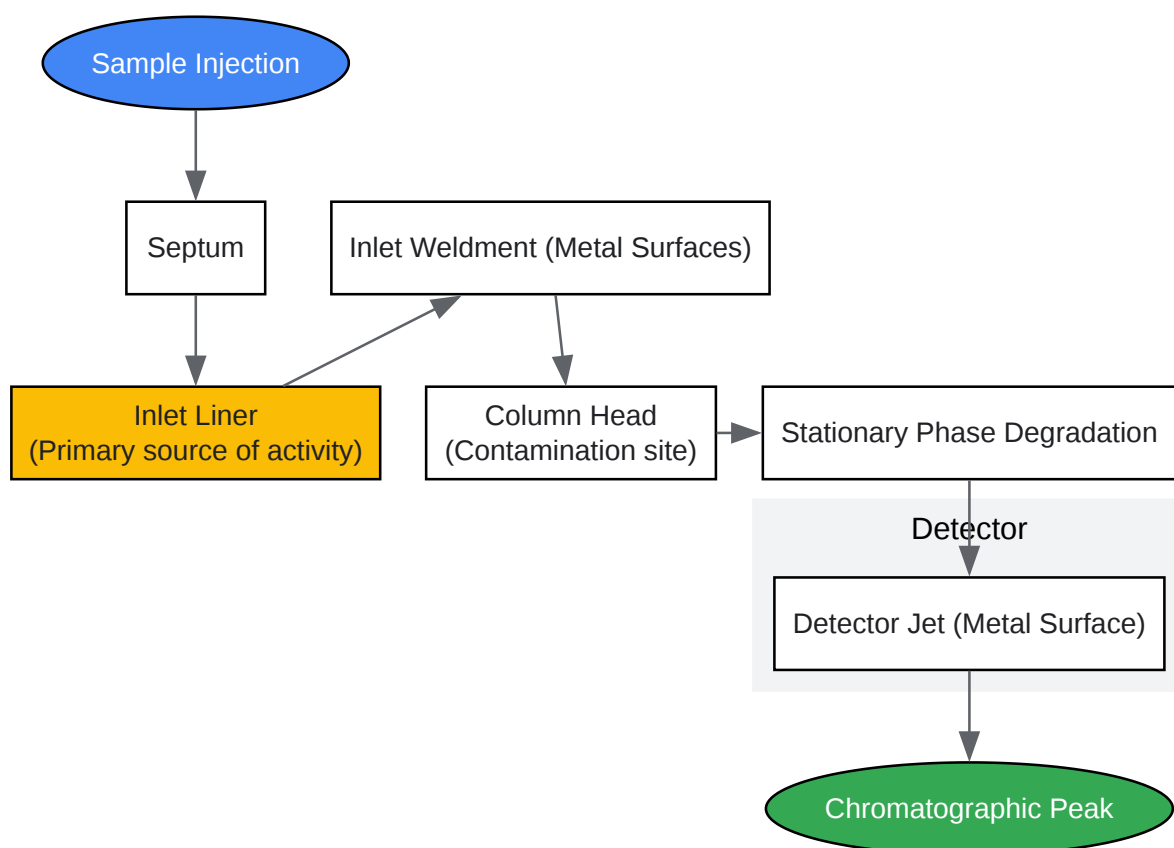 Sample Injection
Septum
Inlet Weldment (Metal Surfaces)
Inlet Liner
(Primary source of activity)
Column Head
(Contamination site)
Stationary Phase Degradation
Detector
Detector Jet (Metal Surface)
Chromatographic Peak